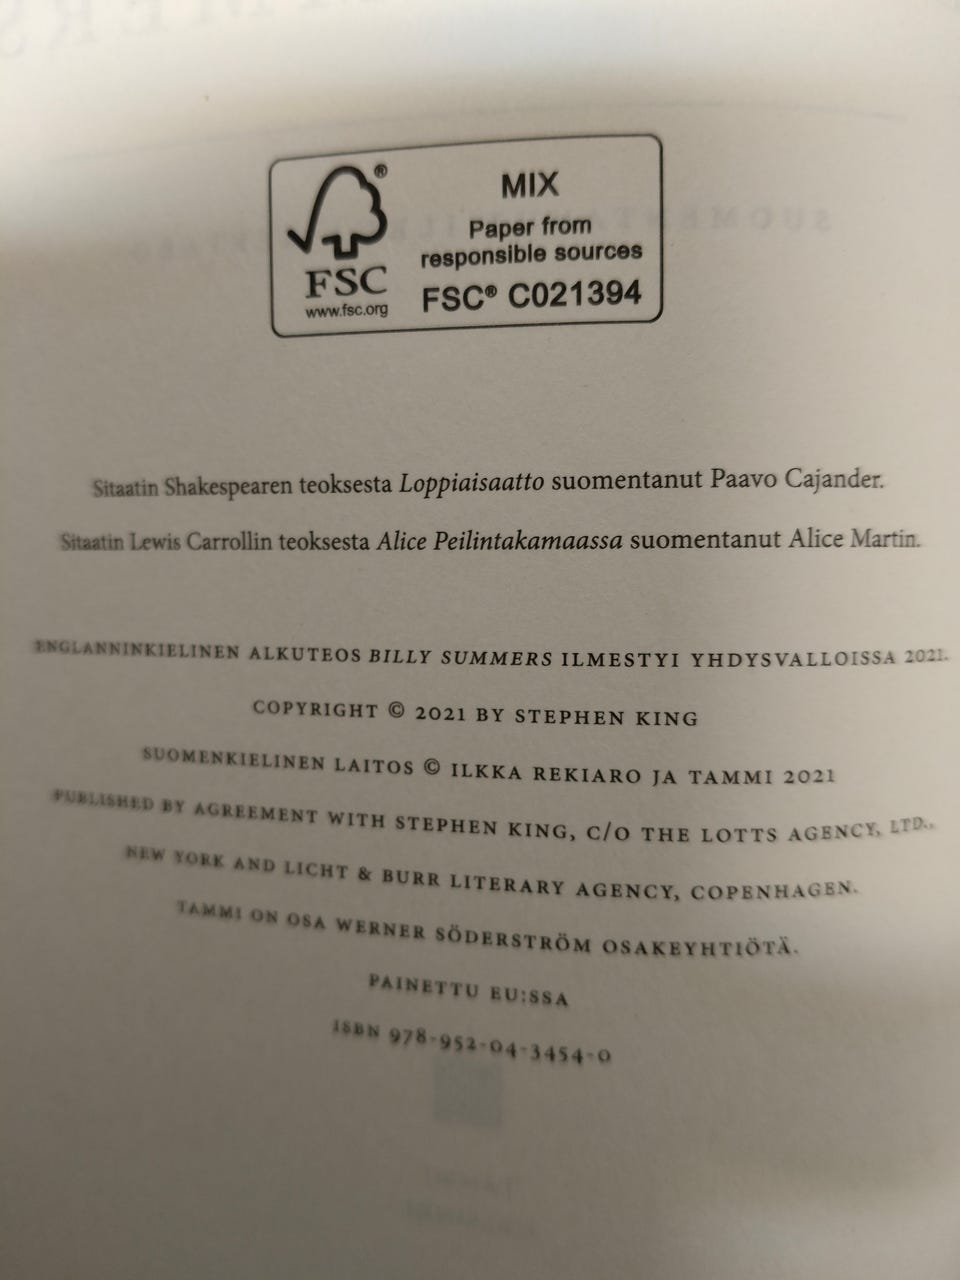 MIX
Paper from
responsible sources
FSC® C021394
®
FSC
www.fsc.org
Sitaatin Shakespearen teoksesta Loppiaisaatto suomentanut Paavo Cajander.
Sitaatin Lewis Carrollin teoksesta Alice Peilintakamaassa suomentanut Alice Martin.
ENGLANNINKIELINEN ALKUTEOS BILLY SUMMERS ILMESTYI YHDYSVALLOISSA 2021.
COPYRIGHT © 2021 BY STEPHEN KING
SUOMENKIELINEN LAITOS © ILKKA REKIARO JA TAMMI 2021
PUBLISHED BY AGREEMENT WITH STEPHEN KING, C/O THE LOTTS AGENCY, LTD.,
NEW YORK AND LICHT & BURR LITERARY AGENCY, COPENHAGEN.
TAMMI ON OSA WERNER SÖDERSTRÖM OSAKEYHTIÖTÄ.
PAINETTU EU:SSA
ISBN 978-952-04-3454-0